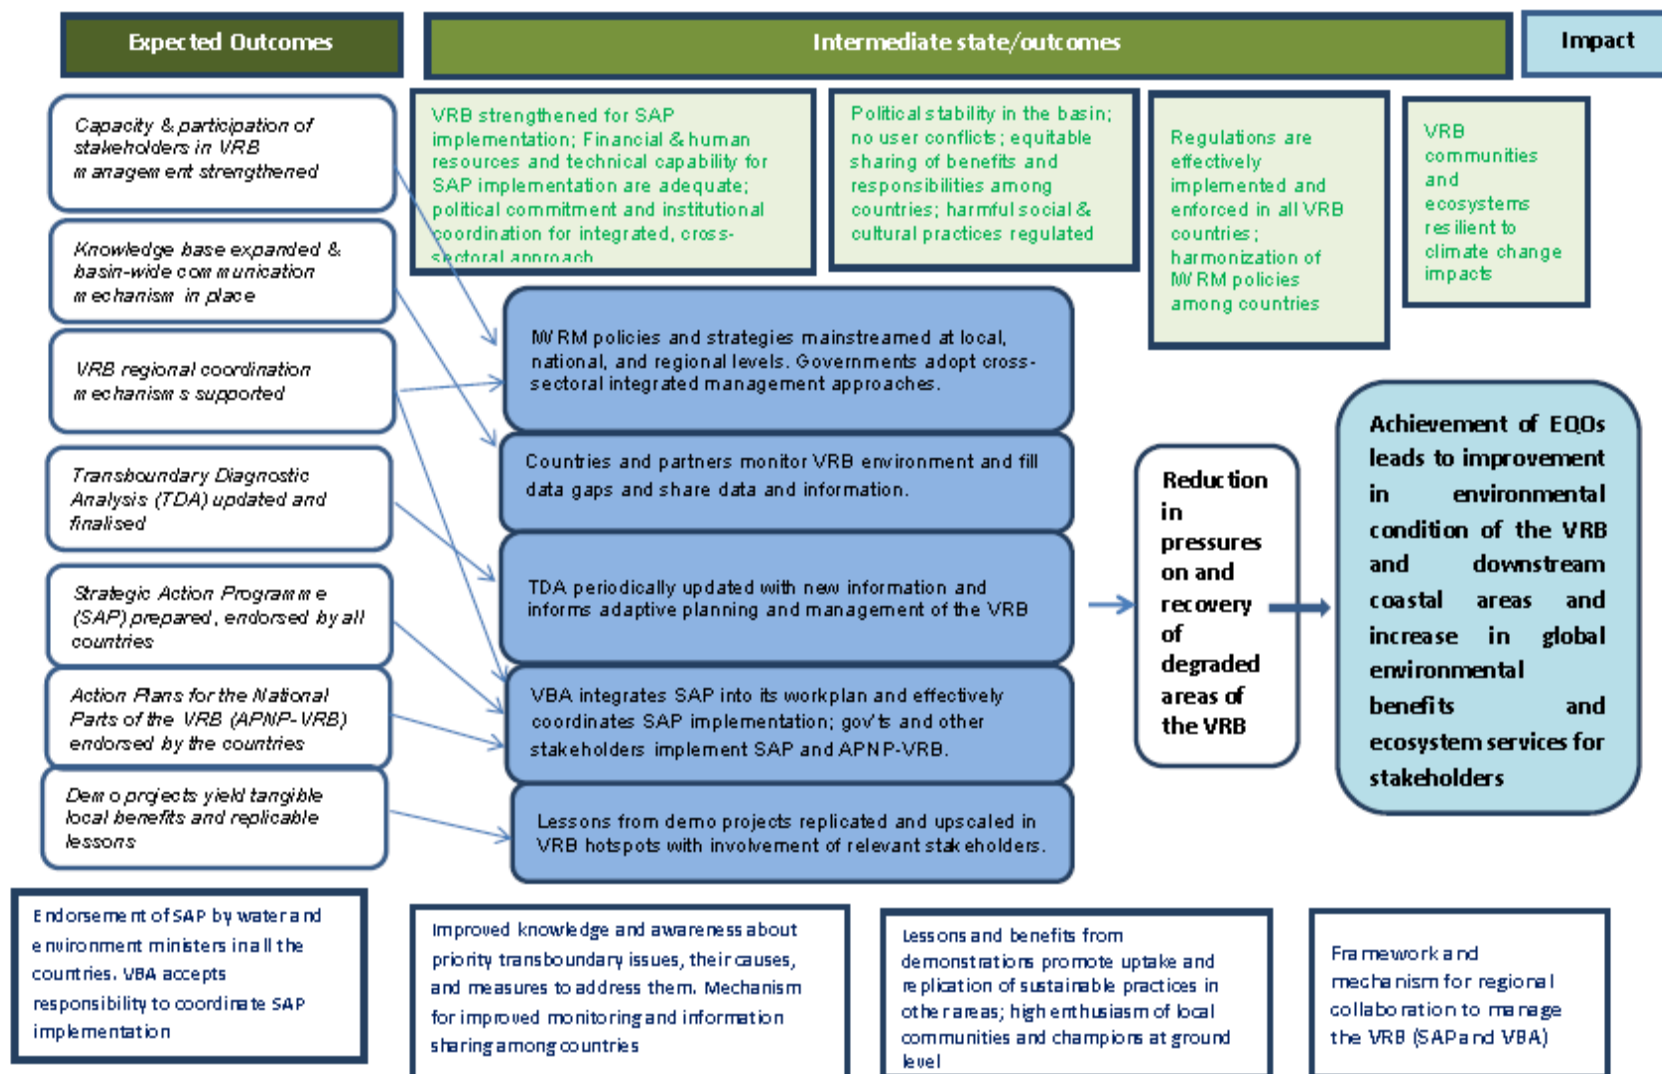 Expected Outcomes
Intermediate state/outcomes
Impact
Capacity & participation of
stakeholders in VRB
management strengthened
Knowledge base expanded &
basin-wide communication
mechanism in place
VRB regional coordination
mechanisms supported
Transboundary Diagnostic
Analysis (TDA) updated and
finalised
Strategic Action Programme
(SAP) prepared, endorsed by all
countries
Action Plans for the National
Parts of the VRB (APNP-VRB)
endorsed by the countries
Demo projects yield tangible
local benefits and replicable
lessons
VRB strengthened for SAP
implementation; Financial & human
resources and technical capability for
SAP implementation are adequate;
political commitment and institutional
coordination for integrated, cross-
sectoral approach
Political stability in the basin;
no user conflicts; equitable
sharing of benefits and
responsibilities among
countries; harmful social &
cultural practices regulated
Regulations are
effectively
implemented and
enforced in all VRB
countries;
harmonization of
IWRM policies
among countries
VRB
communities
and
ecosystems
resilient to
climate change
impacts
IWRM policies and strategies mainstreamed at local,
national, and regional levels. Governments adopt cross-
sectoral integrated management approaches.
Countries and partners monitor VRB environment and fill
data gaps and share data and information.
TDA periodically updated with new information and
informs adaptive planning and management of the VRB
VBA integrates SAP into its workplan and effectively
coordinates SAP implementation; gov'ts and other
stakeholders implement SAP and APNP-VRB.
Lessons from demo projects replicated and upscaled in
VRB hotspots with involvement of relevant stakeholders.
Reduction
in
pressures
on and
recovery
of
degraded
areas of
the VRB
Achievement of EQOs
leads to improvement
in environmental
condition of the VRB
and downstream
coastal areas and
increase in global
environmental
benefits and
ecosystem services for
stakeholders
Endorsement of SAP by water and
environment ministers in all the
countries. VBA accepts
responsibility to coordinate SAP
implementation
Improved knowledge and awareness about
priority transboundary issues, their causes,
and measures to address them. Mechanism
for improved monitoring and information
sharing among countries
Lessons and benefits from
demonstrations promote uptake and
replication of sustainable practices in
other areas; high enthusiasm of local
communities and champions at ground
level
Framework and
mechanism for regional
collaboration to manage
the VRB (SAP and VBA)